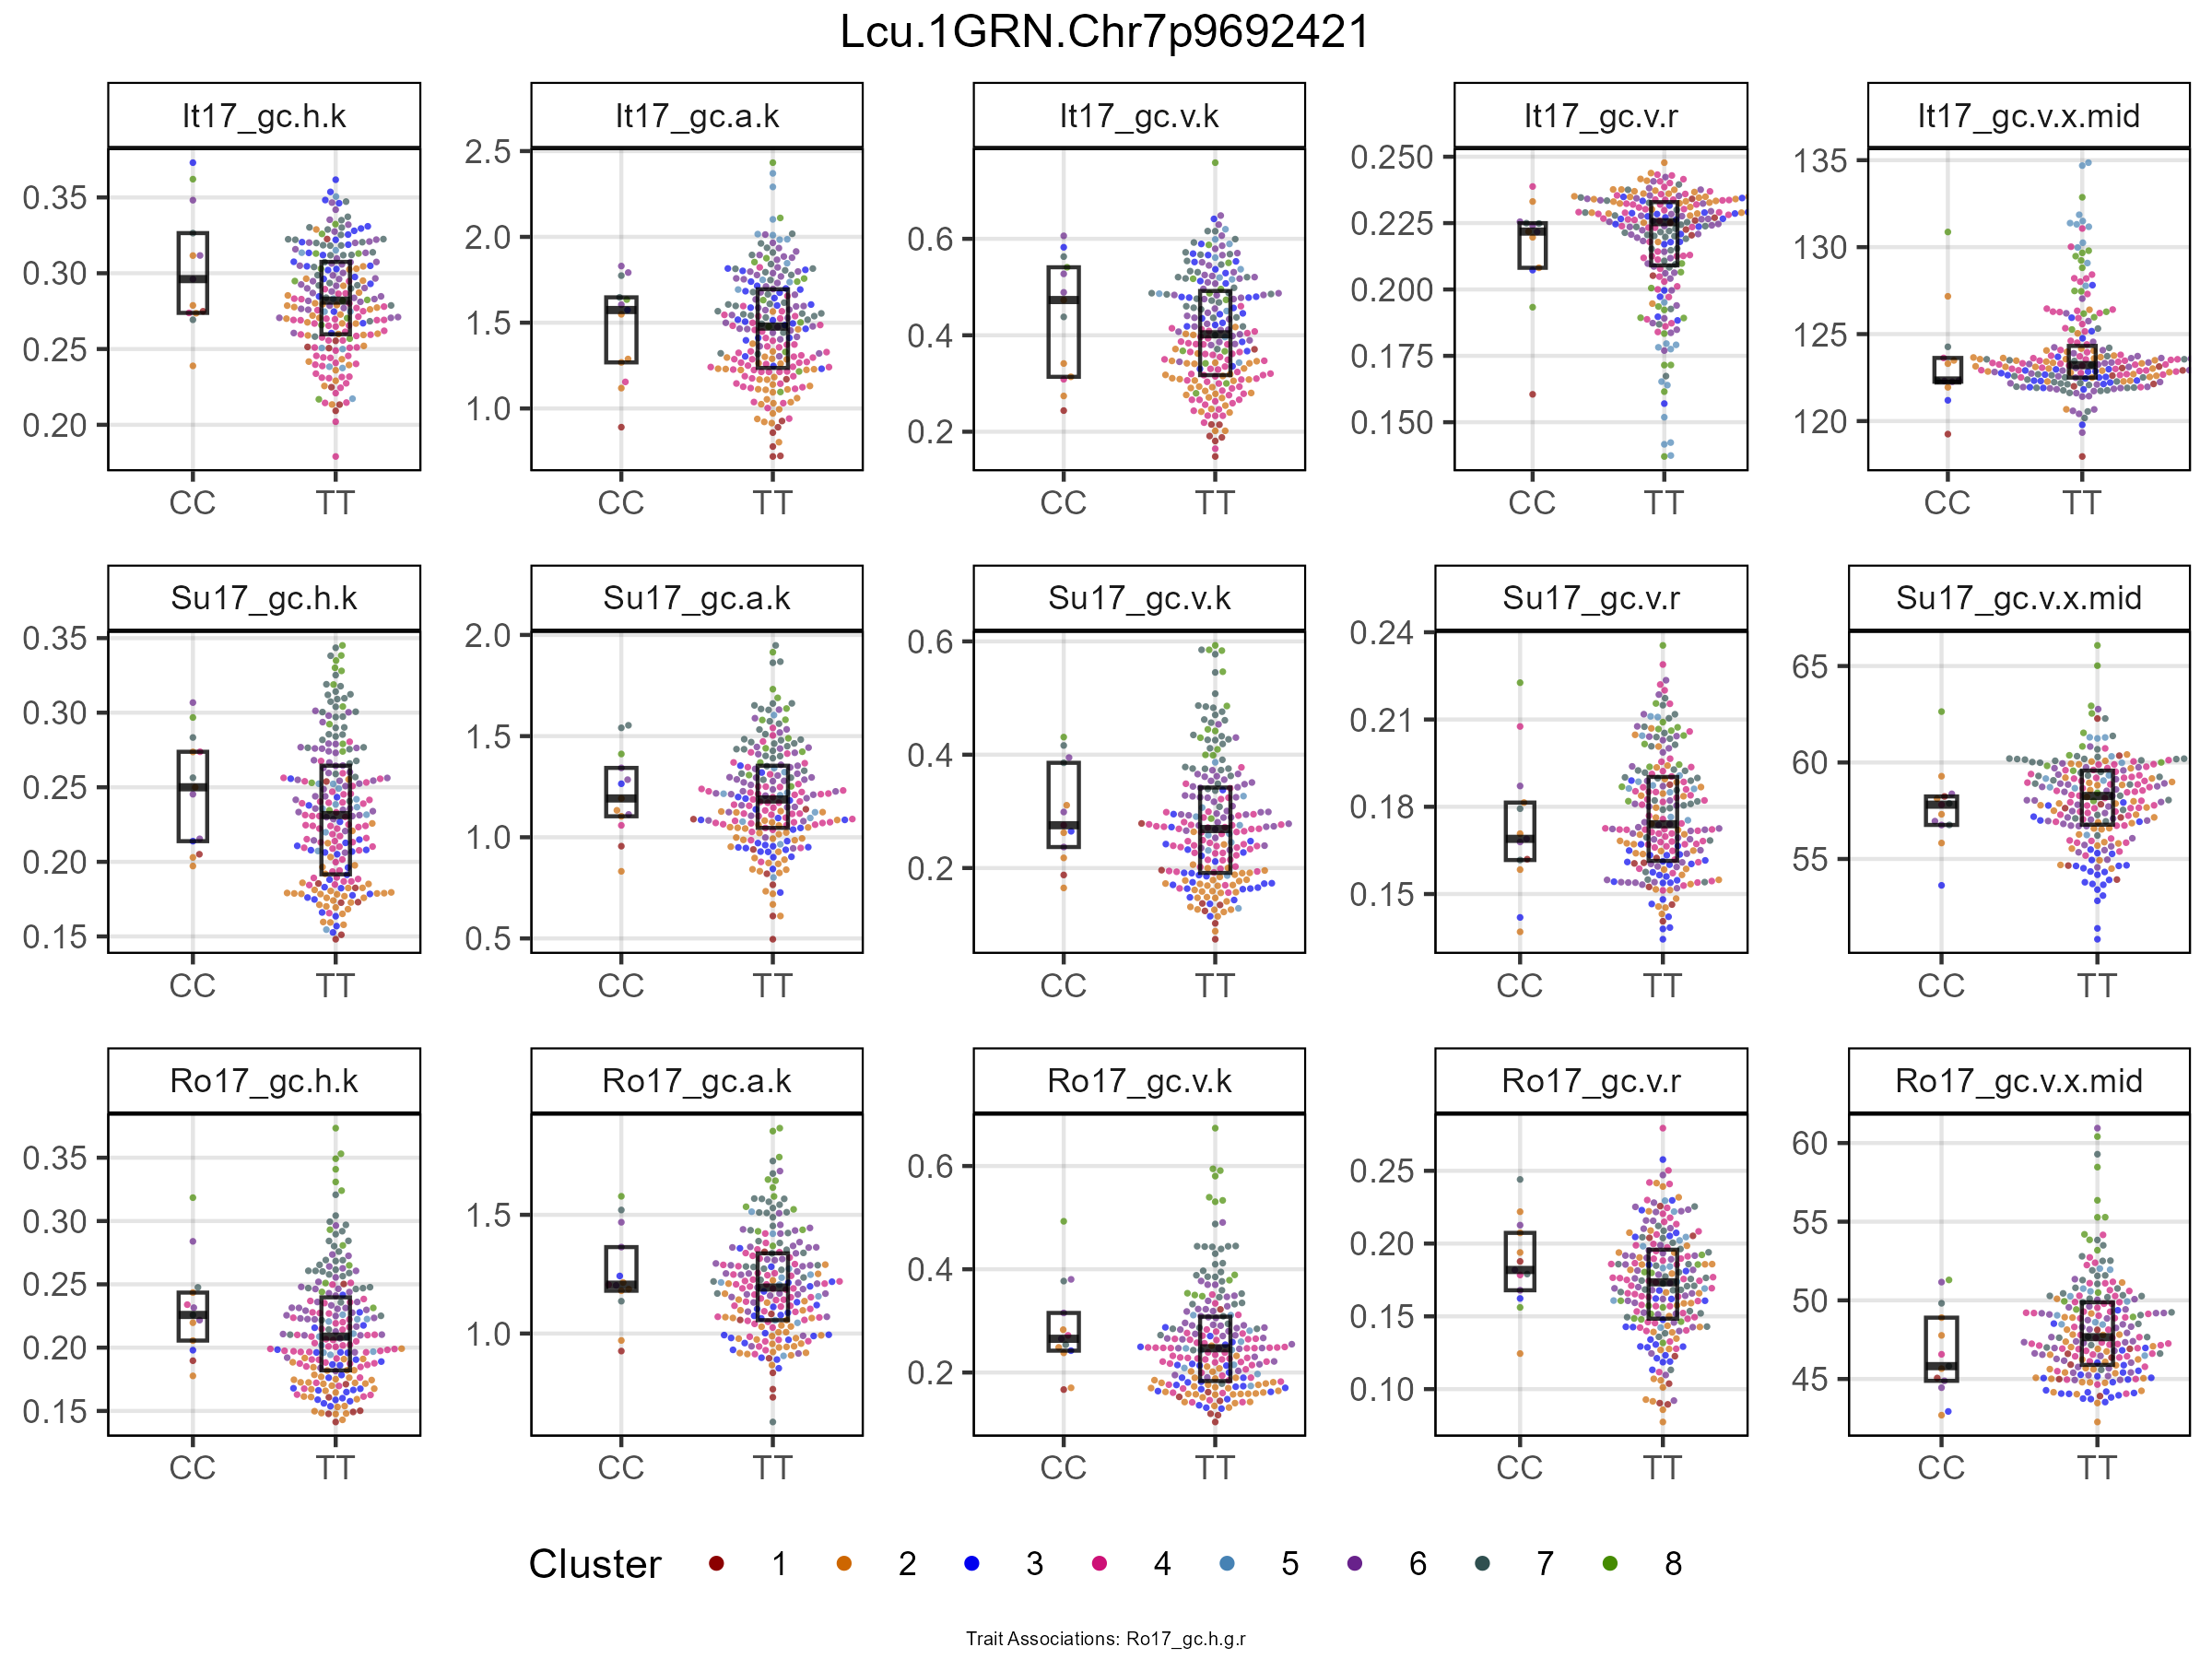 Lcu.1GRN.Chr7p9692421
It17_gc.h.k It17_gc.a.k It17_gc.v.k It17_gc.v.r It17_gc.v.x.mid
0.35 0.30 0.25 0.20
2.5 2.0 1.5 1.0
0.6 0.4 0.2
0.250 0.225 0.200 0.175 0.150
135 130 125 120
CC TT CC TT CC TT CC TT CC TT
Su17_gc.h.k Su17_gc.a.k Su17_gc.v.k Su17_gc.v.r Su17_gc.v.x.mid
0.35 0.30 0.25 0.20 0.15
2.0 1.5 1.0 0.5
0.6 0.4 0.2
0.24 0.21 0.18 0.15
65 60 55
CC TT CC TT CC TT CC TT CC TT
Ro17_gc.h.k Ro17_gc.a.k Ro17_gc.v.k Ro17_gc.v.r Ro17_gc.v.x.mid
0.35 0.30 0.25 0.20 0.15
1.5 1.0
0.6 0.4 0.2
0.25 0.20 0.15 0.10
60 55 50 45
CC TT CC TT CC TT CC TT CC TT
Cluster 1 2 3 4 5 6 7 8
Trait Associations: Ro17_gc.h.g.r